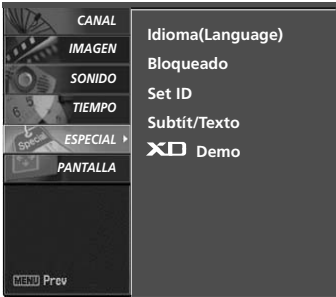 CANAL
IMAGEN
SONIDO
TIEMPO
ESPECIAL
PANTALLA
MENU Prev
Idioma(Language)
Bloqueado
Set ID
Subtít/Texto
XD Demo